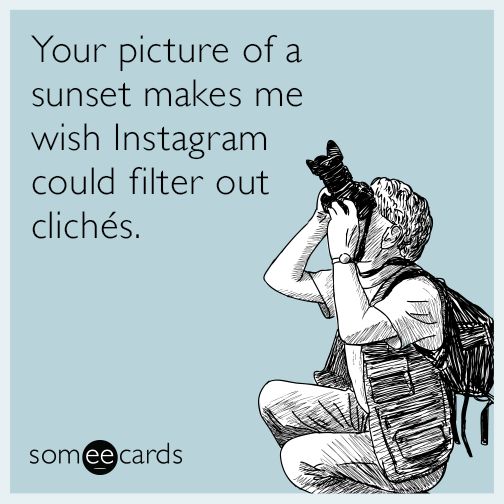 Your picture of a
sunset makes me
wish Instagram
could filter out
clichés.
someecards